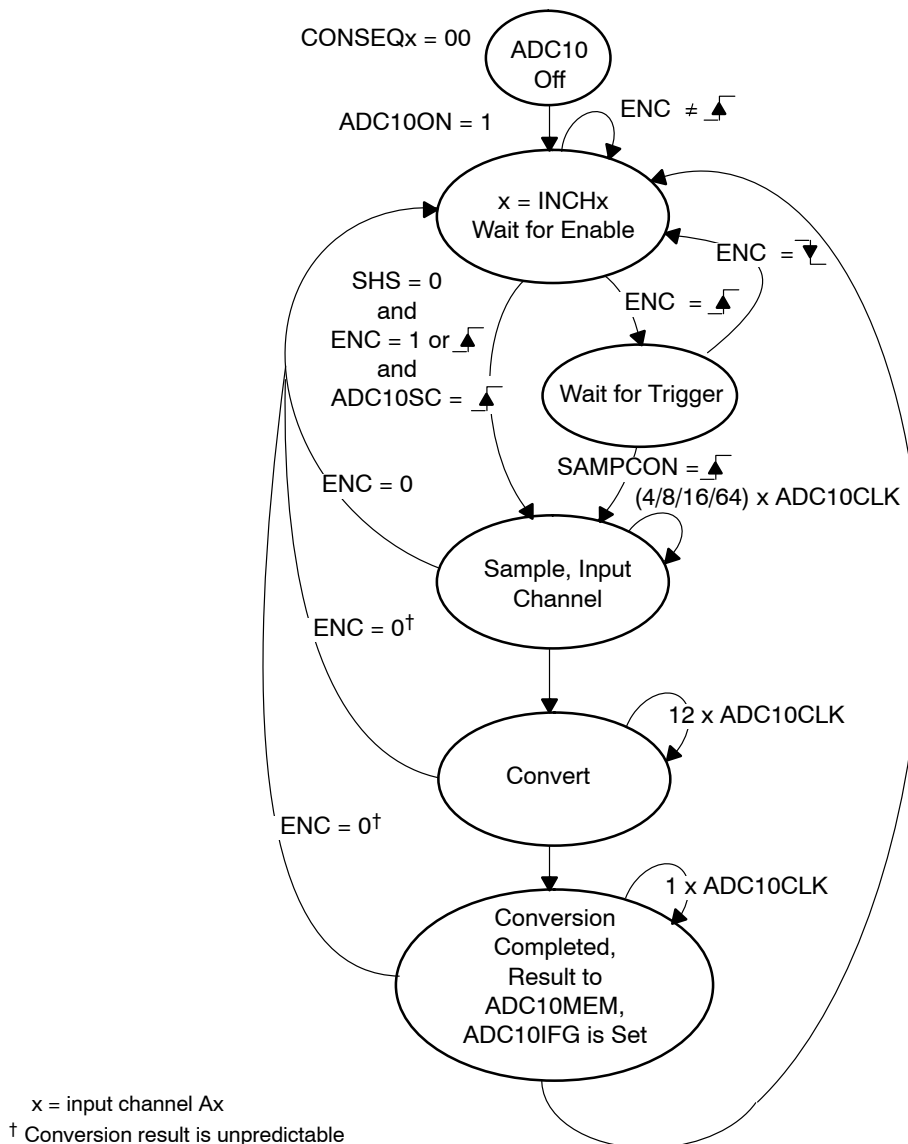 CONSEQx = 00
ADC10
Off
ADC10ON = 1
ENC ≠
x = INCHx
Wait for Enable
ENC =
SHS = 0
and
ENC = 1 or
and
ADC10SC =
ENC =
Wait for Trigger
SAMPCON =
(4/8/16/64) x ADC10CLK
ENC = 0
Sample, Input
Channel
ENC = 0†
12 x ADC10CLK
Convert
ENC = 0†
1 x ADC10CLK
Conversion
Completed,
Result to
ADC10MEM,
ADC10IFG is Set
x = input channel Ax
† Conversion result is unpredictable